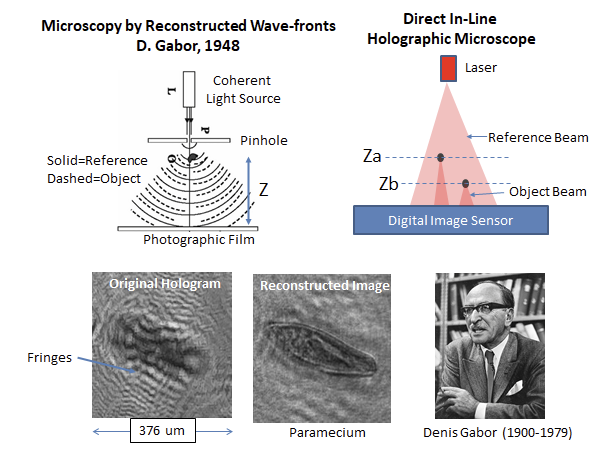 Microscopy by Reconstructed Wave-fronts
D. Gabor, 1948
Direct In-Line
Holographic Microscope
L
Coherent
Light Source
P
Pinhole
Solid=Reference
Dashed=Object
O
Z
Photographic Film
Laser
Reference Beam
Za
Zb
Object Beam
Digital Image Sensor
Original Hologram
Reconstructed Image
Fringes
376 um
Paramecium
Denis Gabor (1900-1979)